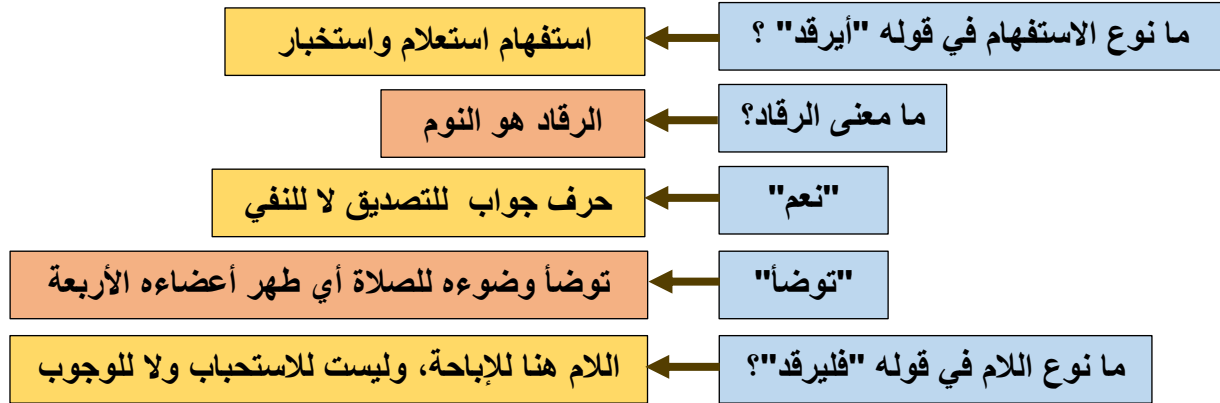 ما نوع الاستفهام في قوله "أيرقد" ؟
استفهام استعلام واستخبار
ما معنى الرقاد؟
الرقاد هو النوم
"نعم"
حرف جواب للتصديق لا للنفي
"توضأ"
توضأ وضوءه للصلاة أي طهر أعضاءه الأربعة
ما نوع اللام في قوله "فليرقد"؟
اللام هنا للإباحة، وليست للاستحباب ولا للوجوب